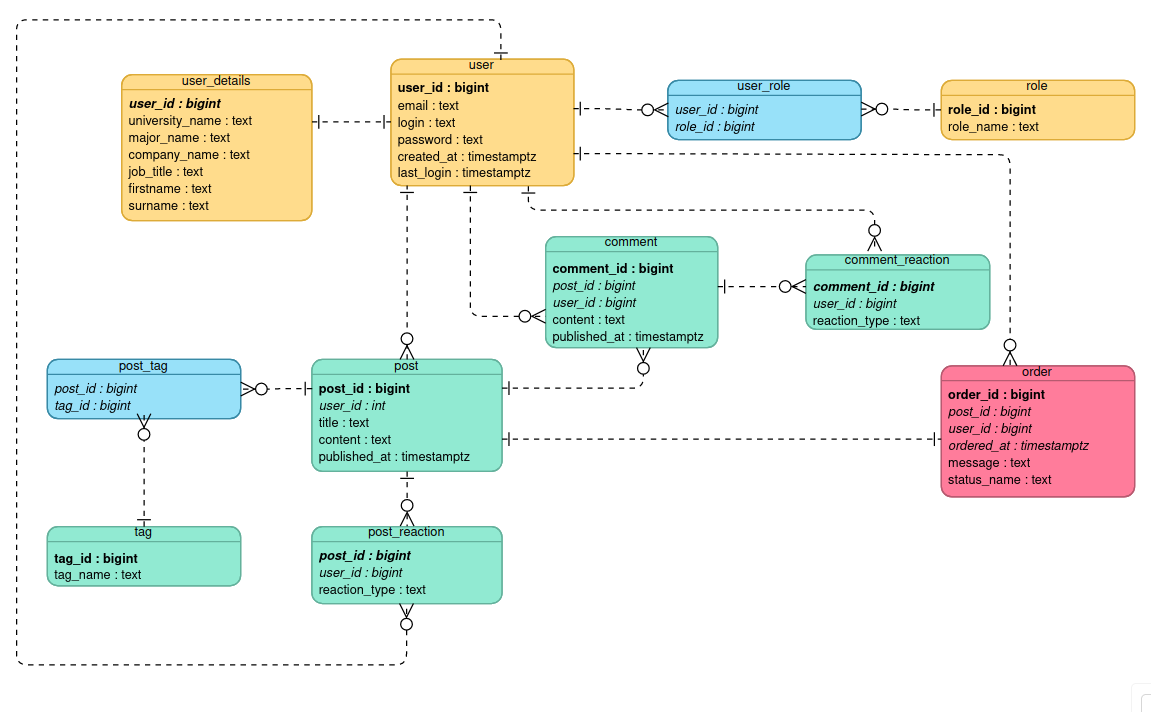 user_details
user_id : bigint
university_name : text
major_name : text
company_name : text
job_title : text
firstname : text
surname : text
user
user_id : bigint
email : text
login : text
password : text
created_at : timestamptz
last_login : timestamptz
user_role
user_id : bigint
role_id : bigint
role
role_id : bigint
role_name : text
comment
comment_id : bigint
post_id : bigint
user_id : bigint
content : text
published_at : timestamptz
comment_reaction
comment_id : bigint
user_id : bigint
reaction_type : text
post_tag
post_id : bigint
tag_id : bigint
post
post_id : bigint
user_id : int
title : text
content : text
published_at : timestamptz
order
order_id : bigint
post_id : bigint
user_id : bigint
ordered_at : timestamptz
message : text
status_name : text
tag
tag_id : bigint
tag_name : text
post_reaction
post_id : bigint
user_id : bigint
reaction_type : text